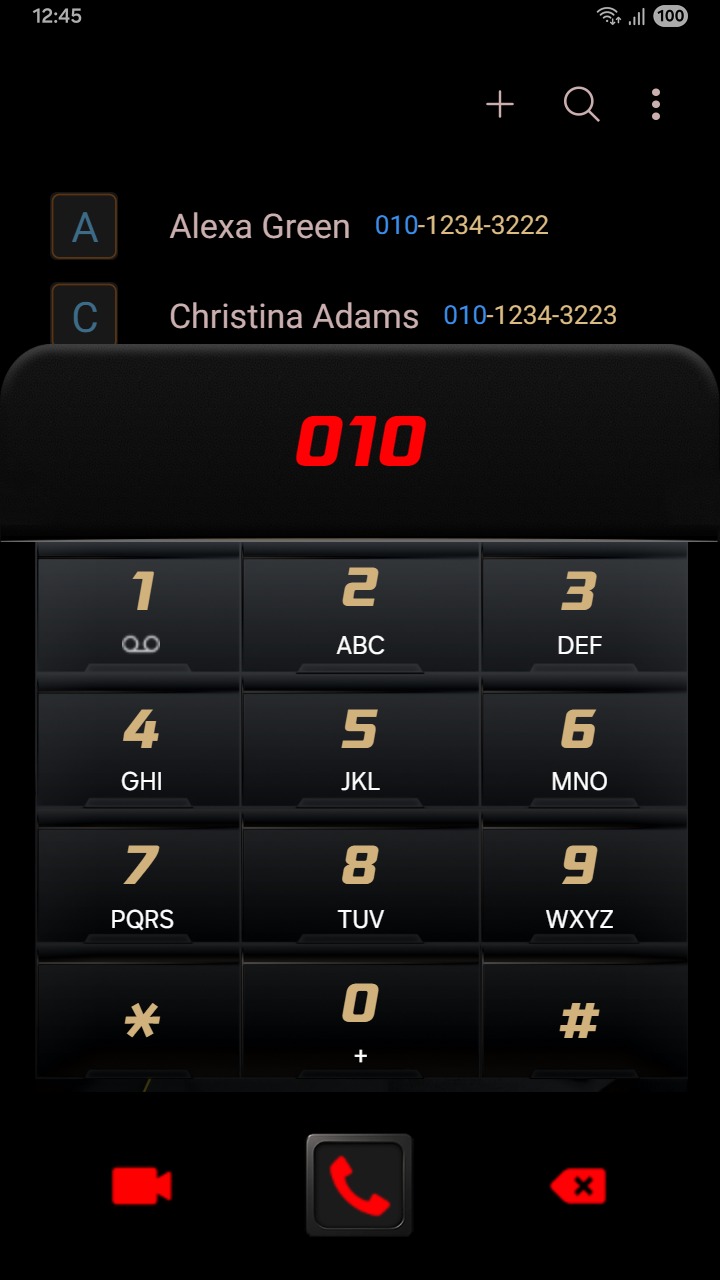 12:45 100
A Alexa Green 010-1234-3222
C Christina Adams 010-1234-3223
010
1 2 3
ABC DEF
4 5 6
GHI JKL MNO
7 8 9
PQRS TUV WXYZ
* 0 #
+